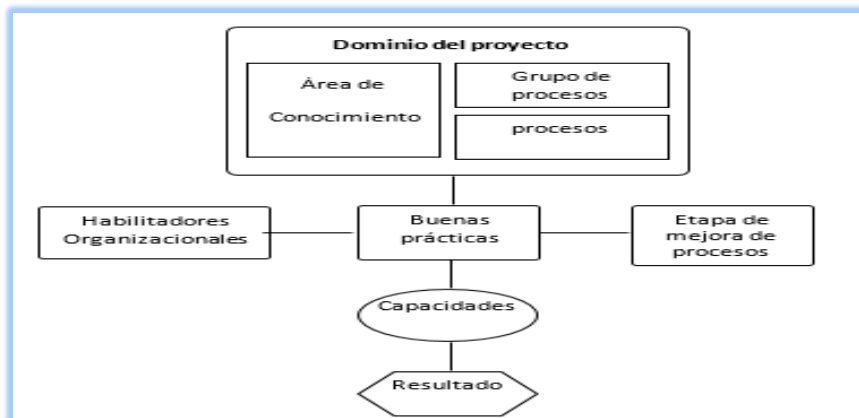 Dominio del proyecto
Área de
Conocimiento
Grupo de
procesos
procesos
Habilitadores
Organizacionales
Buenas
prácticas
Etapa de
mejora de
procesos
Capacidades
Resultado